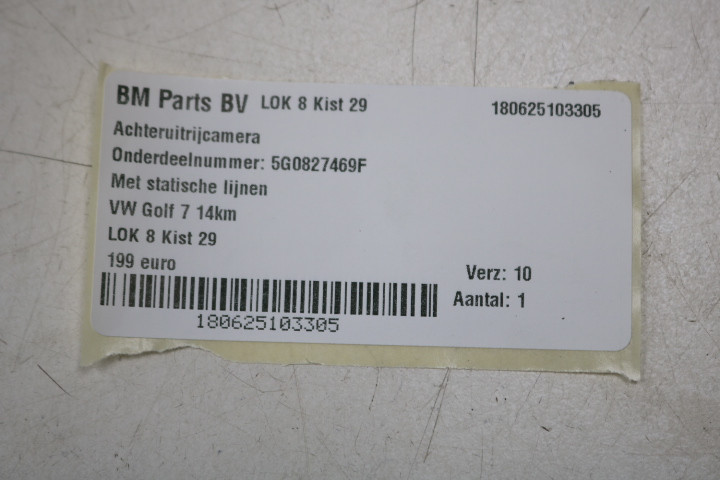 BM Parts BV LOK 8 Kist 29 180625103305
Achteruitrijcamera
Onderdeelnummer: 5G0827469F
Met statische lijnen
VW Golf 7 14km
LOK 8 Kist 29
199 euro
Verz: 10
Aantal: 1
180625103305